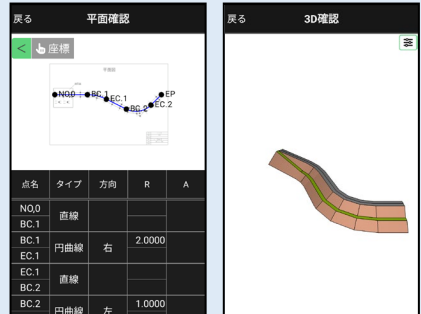 戻る 平面確認
< 座標
平面図
NO,0 BC.1 EC.1 BC.2 EC.2 EP
点名 タイプ 方向 R A
NO,0
直線
BC.1
BC.1
円曲線 右 2.0000
EC.1
EC.1
直線
BC.2
BC.2
円曲線 左 1.0000
戻る 3D確認